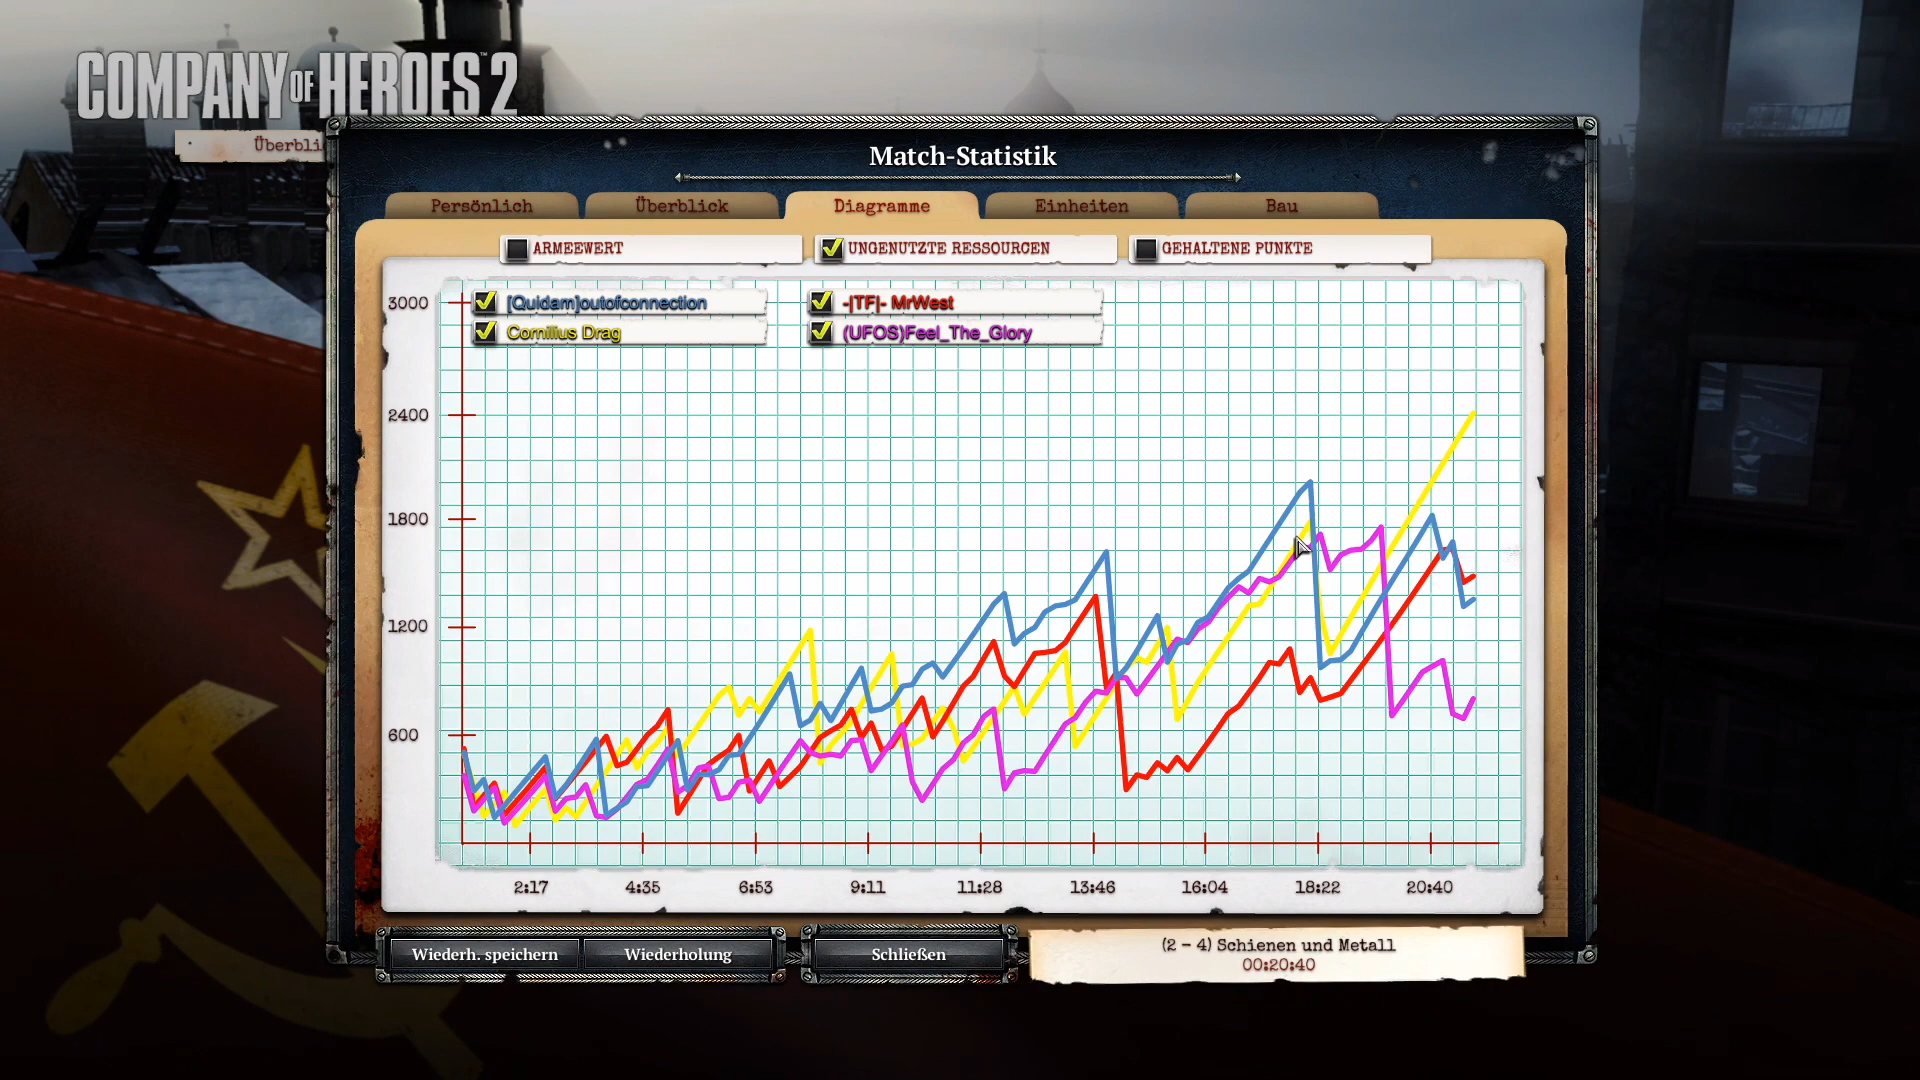 COMPANY OF HEROES™ 2
Überbli
Match-Statistik
Persönlich
Überblick
Diagramme
Einheiten
Bau
ARMEEWERT
UNGENUTZTE RESSOURCEN
GEHALTENE PUNKTE
[Quidam]outofconnection
-|TF|- MrWest
Cornilius Drag
(UFOS)Feel_The_Glory
3000
2400
1800
1200
600
2:17
4:35
6:53
9:11
11:28
13:46
16:04
18:22
20:40
Wiederh. speichern
Wiederholung
Schließen
(2 - 4) Schienen und Metall
00:20:40